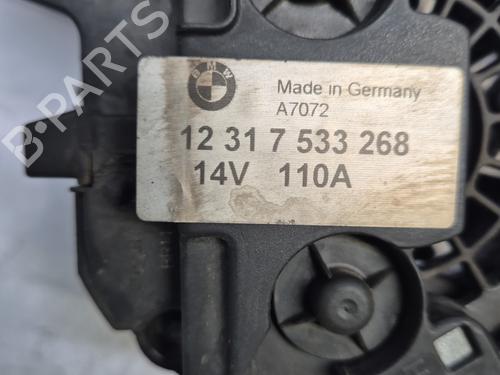 B-PARTS
BMW
Made in Germany
A7072
12 31 7 533 268
14V 110A